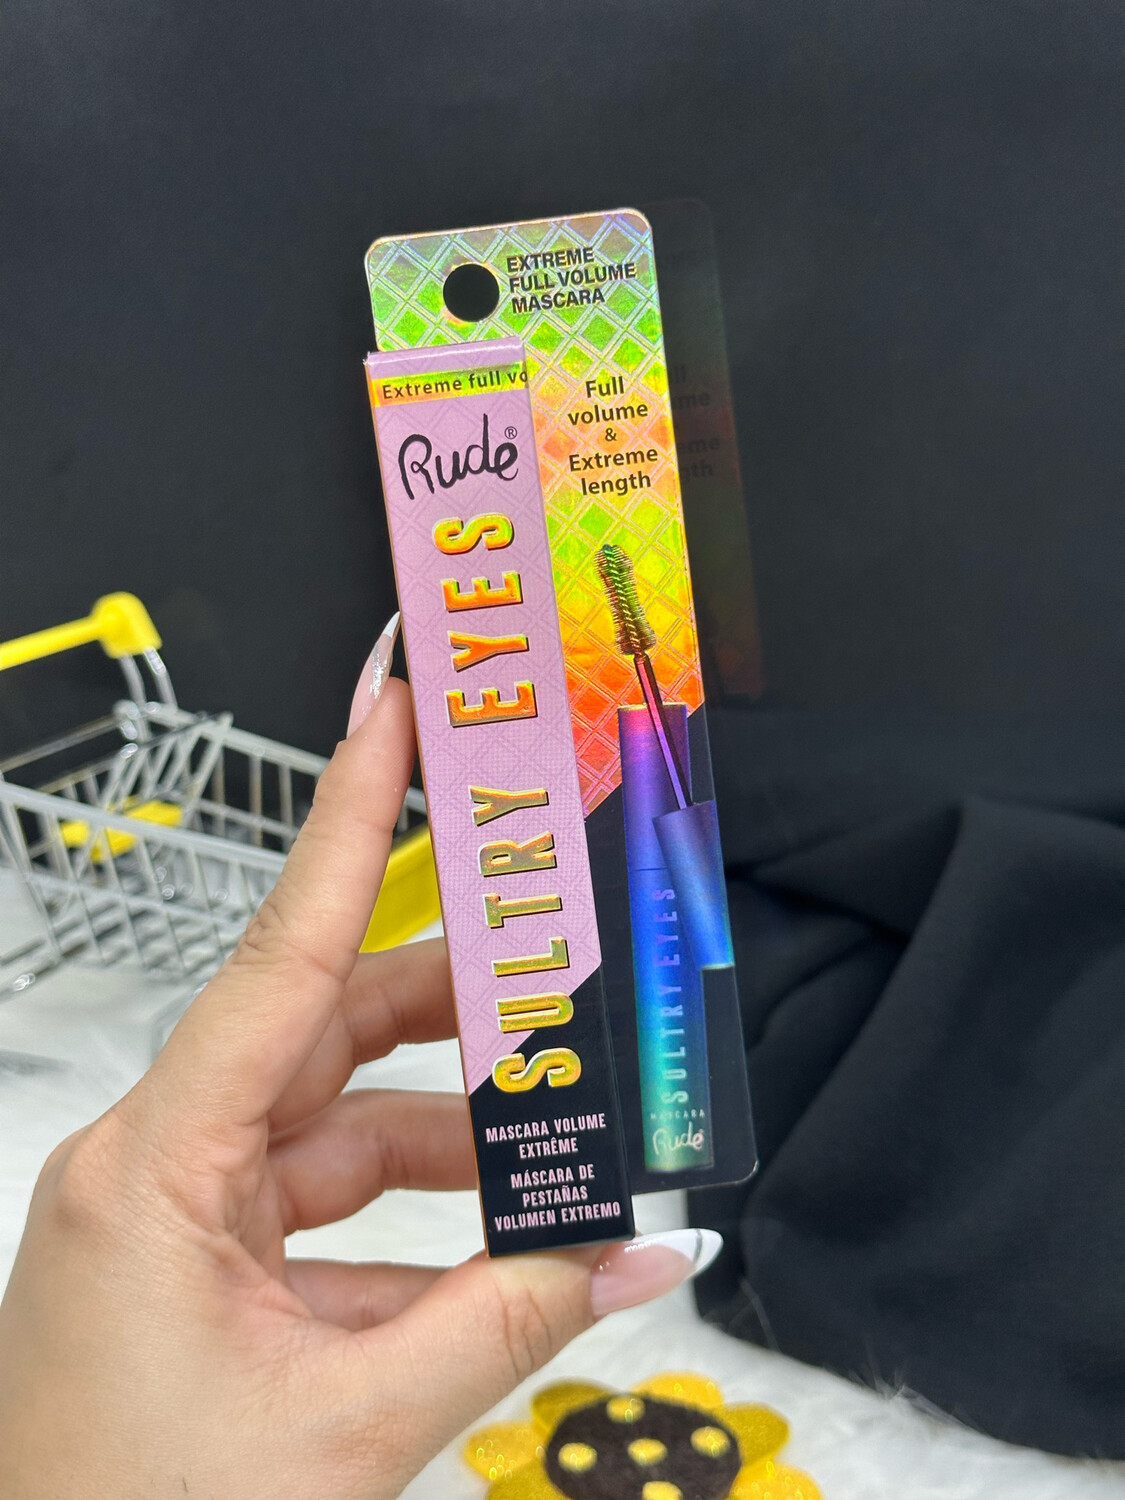 EXTREME
FULL VOLUME
MASCARA
Full
volume
&
Extreme
length
Extreme full vo
Rude®
SULTRY EYES
MASCARA VOLUME
EXTRÊME
MÁSCARA DE
PESTAÑAS
VOLUMEN EXTREMO
SULTRY EYES
MASCARA
Rude